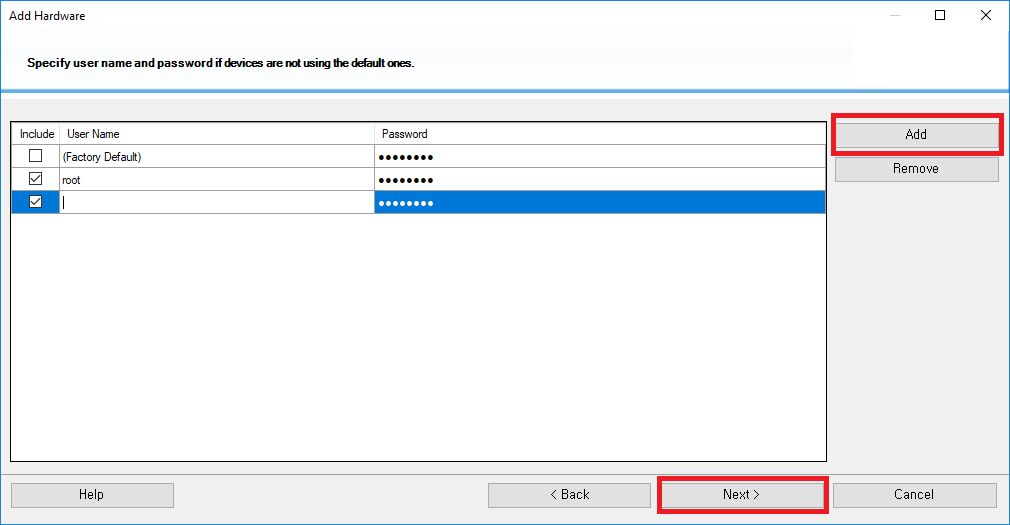 Add Hardware
Specify user name and password if devices are not using the default ones.
Include User Name Password
(Factory Default) ●●●●●●●●
root ●●●●●●●●
●●●●●●●●
Add
Remove
Help < Back Next > Cancel